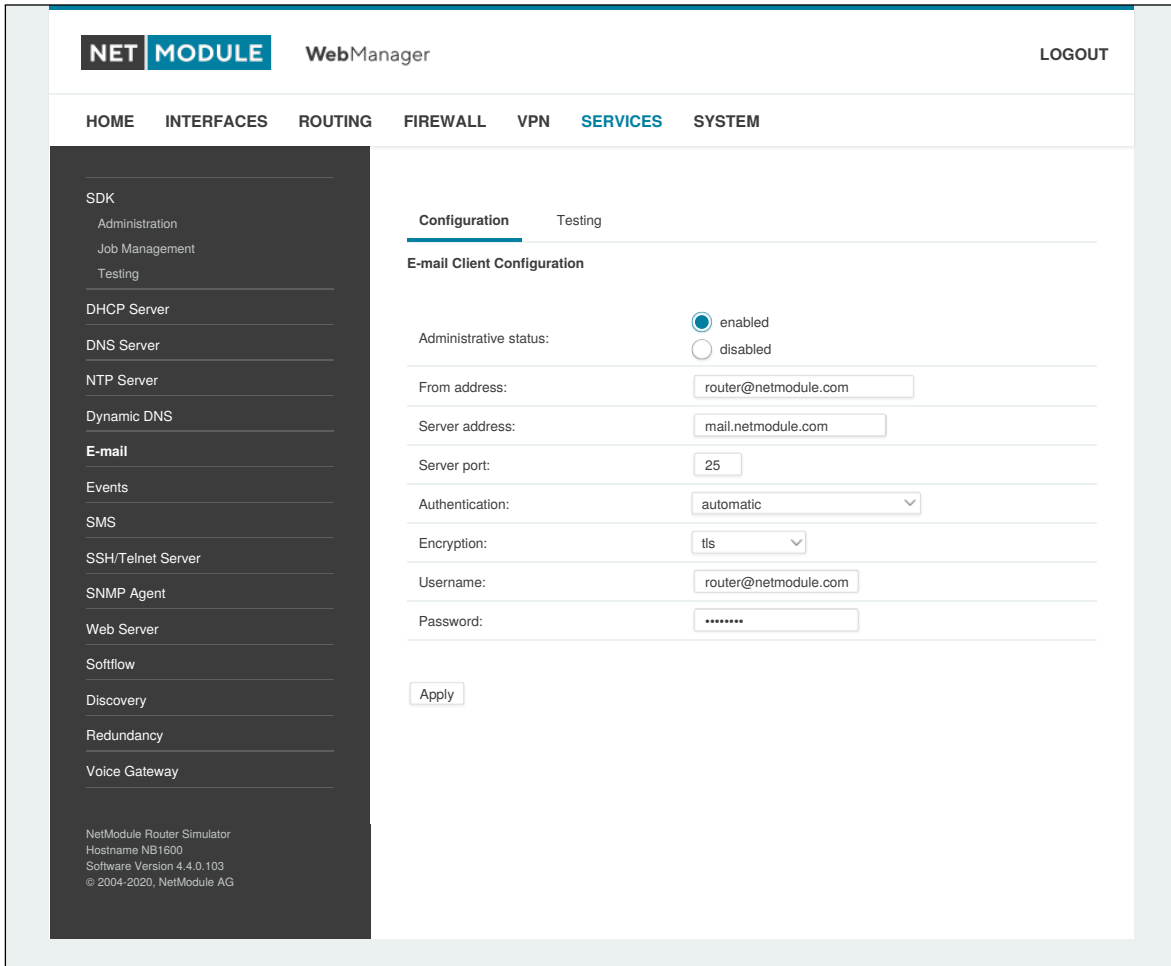 NET MODULE WebManager LOGOUT
HOME INTERFACES ROUTING FIREWALL VPN SERVICES SYSTEM
SDK
Administration
Job Management
Testing
DHCP Server
DNS Server
NTP Server
Dynamic DNS
E-mail
Events
SMS
SSH/Telnet Server
SNMP Agent
Web Server
Softflow
Discovery
Redundancy
Voice Gateway
NetModule Router Simulator
Hostname NB1600
Software Version 4.4.0.103
© 2004-2020, NetModule AG
Configuration Testing
E-mail Client Configuration
Administrative status:
enabled
disabled
From address: router@netmodule.com
Server address: mail.netmodule.com
Server port: 25
Authentication: automatic
Encryption: tls
Username: router@netmodule.com
Password: ••••••••
Apply